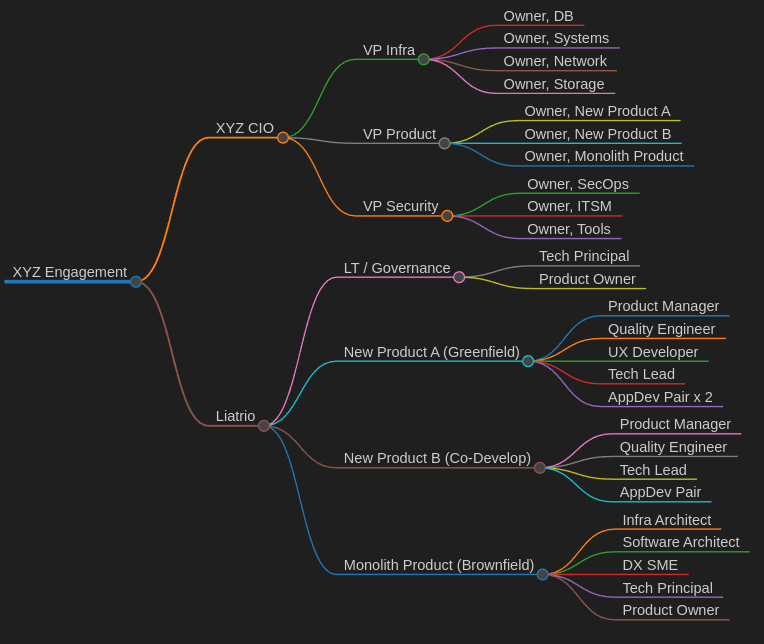 XYZ Engagement
XYZ CIO
VP Infra
Owner, DB
Owner, Systems
Owner, Network
Owner, Storage
VP Product
Owner, New Product A
Owner, New Product B
Owner, Monolith Product
VP Security
Owner, SecOps
Owner, ITSM
Owner, Tools
Liatrio
LT / Governance
Tech Principal
Product Owner
New Product A (Greenfield)
Product Manager
Quality Engineer
UX Developer
Tech Lead
AppDev Pair x 2
New Product B (Co-Develop)
Product Manager
Quality Engineer
Tech Lead
AppDev Pair
Monolith Product (Brownfield)
Infra Architect
Software Architect
DX SME
Tech Principal
Product Owner